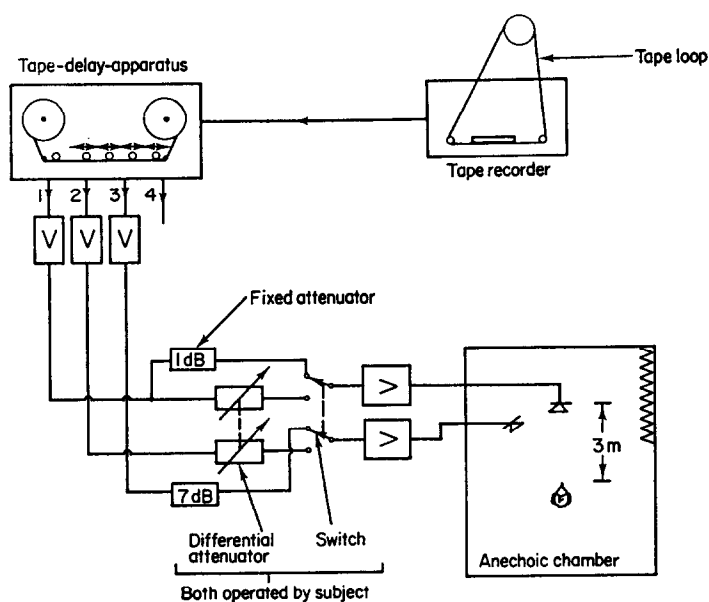 Tape-delay-apparatus
Tape loop
Tape recorder
1 2 3 4
V V V
Fixed attenuator
1dB
>
>
3m
7dB
Differential
attenuator
Switch
Anechoic chamber
Both operated by subject